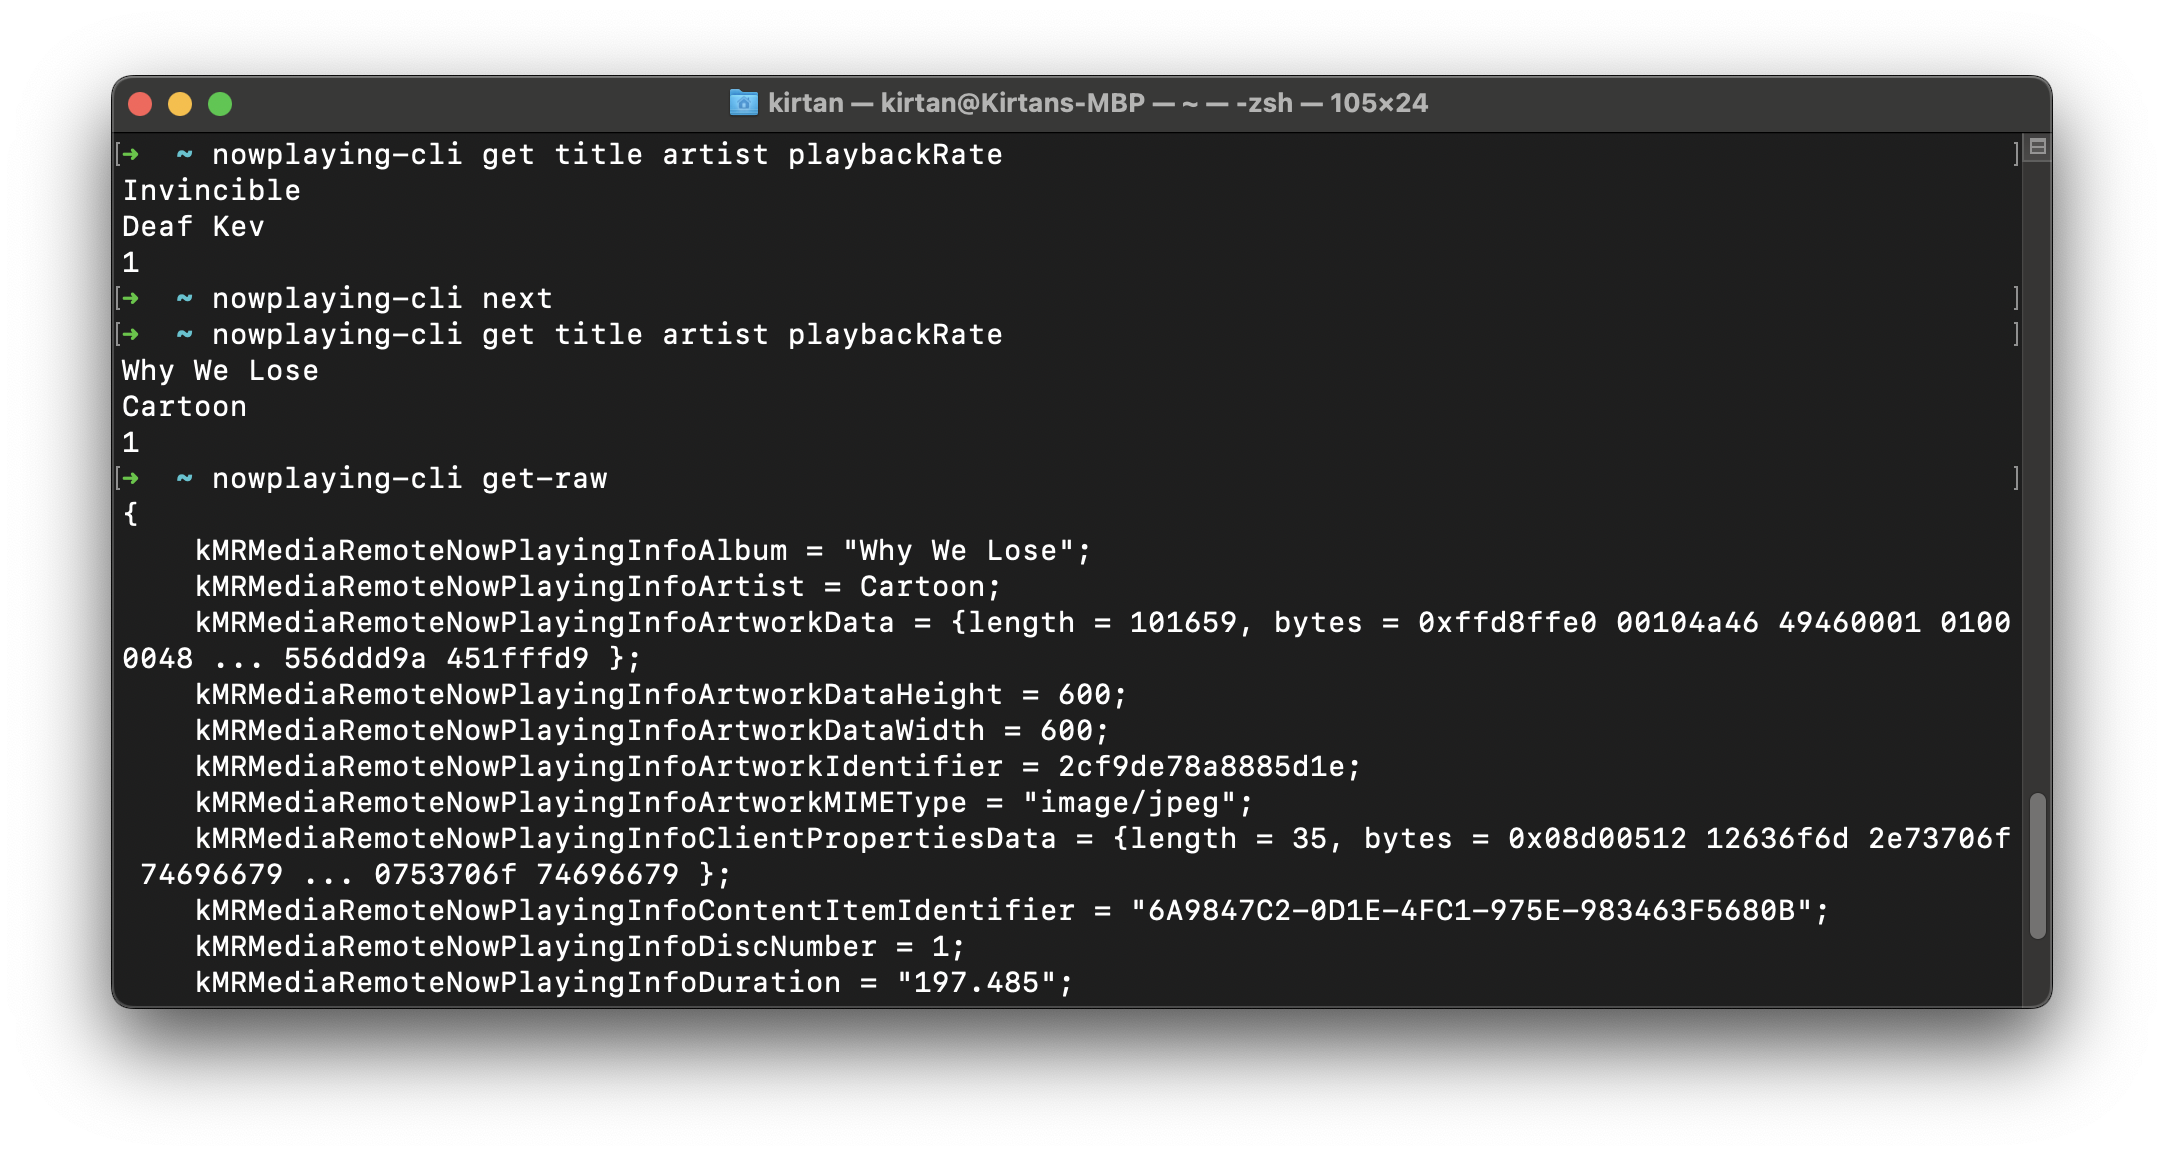 kirtan — kirtan@Kirtans-MBP — ~ — -zsh — 105×24
[➜  ~ nowplaying-cli get title artist playbackRate ]
Invincible
Deaf Kev
1
[➜  ~ nowplaying-cli next ]
[➜  ~ nowplaying-cli get title artist playbackRate ]
Why We Lose
Cartoon
1
[➜  ~ nowplaying-cli get-raw ]
{
    kMRMediaRemoteNowPlayingInfoAlbum = "Why We Lose";
    kMRMediaRemoteNowPlayingInfoArtist = Cartoon;
    kMRMediaRemoteNowPlayingInfoArtworkData = {length = 101659, bytes = 0xffd8ffe0 00104a46 49460001 0100
0048 ... 556ddd9a 451fffd9 };
    kMRMediaRemoteNowPlayingInfoArtworkDataHeight = 600;
    kMRMediaRemoteNowPlayingInfoArtworkDataWidth = 600;
    kMRMediaRemoteNowPlayingInfoArtworkIdentifier = 2cf9de78a8885d1e;
    kMRMediaRemoteNowPlayingInfoArtworkMIMEType = "image/jpeg";
    kMRMediaRemoteNowPlayingInfoClientPropertiesData = {length = 35, bytes = 0x08d00512 12636f6d 2e73706f
 74696679 ... 0753706f 74696679 };
    kMRMediaRemoteNowPlayingInfoContentItemIdentifier = "6A9847C2-0D1E-4FC1-975E-983463F5680B";
    kMRMediaRemoteNowPlayingInfoDiscNumber = 1;
    kMRMediaRemoteNowPlayingInfoDuration = "197.485";